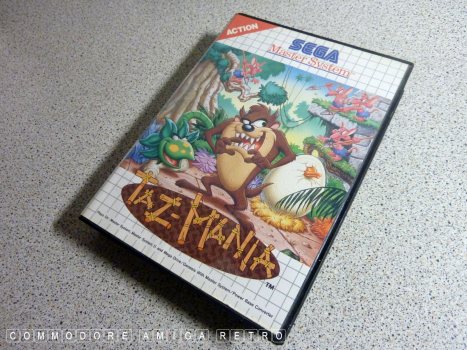 ACTION
SEGA
Master System
TAZ-MANIA
TM
COMMODORE AMIGA RETRO